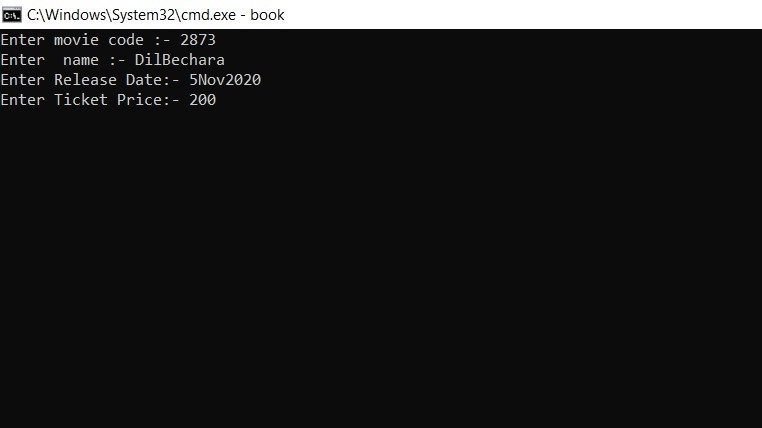 C:\Windows\System32\cmd.exe - book
Enter movie code :- 2873
Enter  name :- DilBechara
Enter Release Date:- 5Nov2020
Enter Ticket Price:- 200